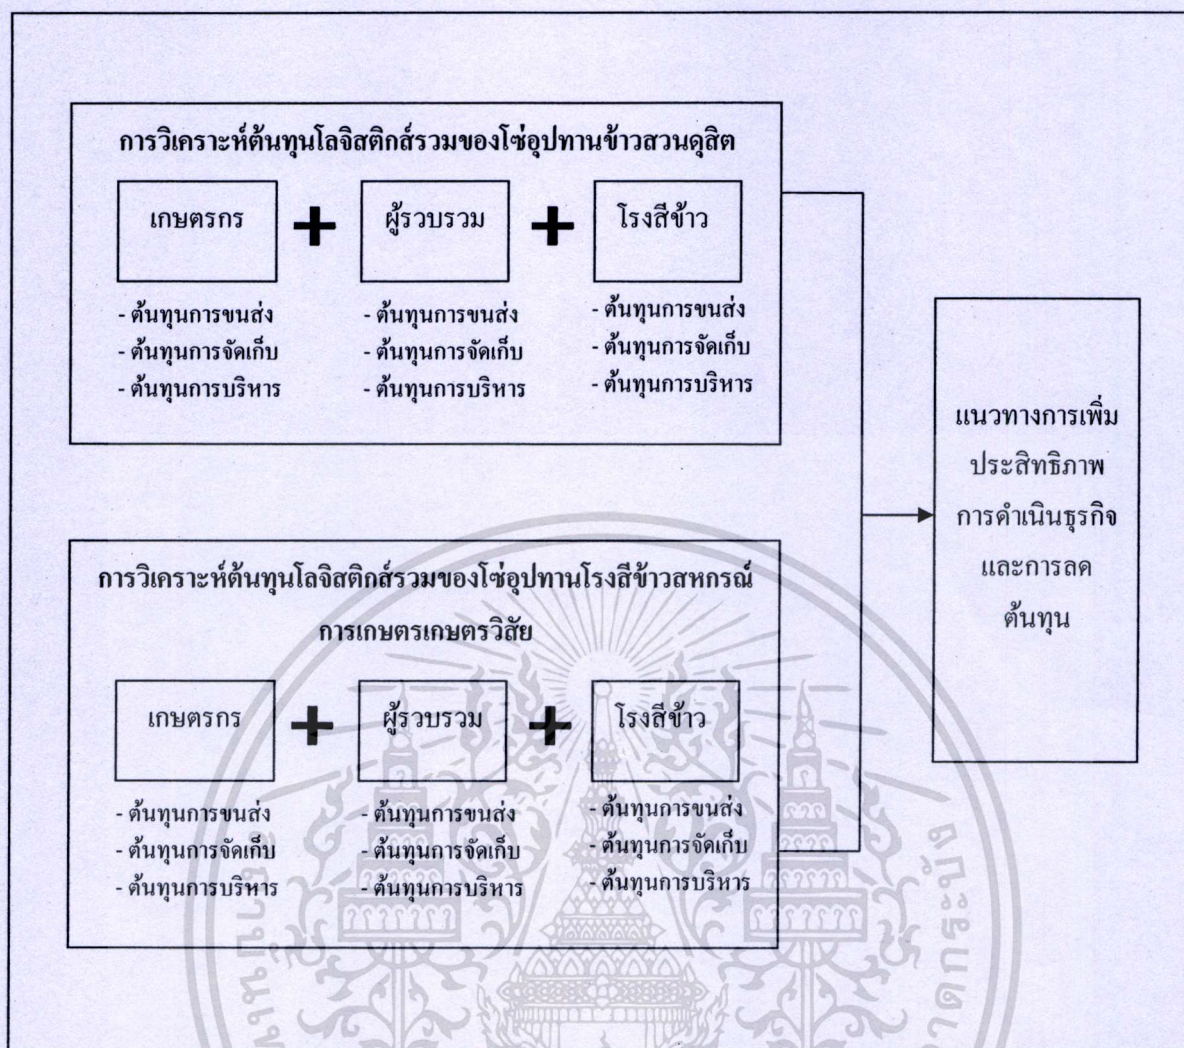 การวิเคราะห์ต้นทุนโลจิสติกส์รวมของโซ่อุปทานข้าวสวนดุสิต
เกษตรกร + ผู้รวบรวม + โรงสีข้าว
- ต้นทุนการขนส่ง - ต้นทุนการขนส่ง - ต้นทุนการขนส่ง
- ต้นทุนการจัดเก็บ - ต้นทุนการจัดเก็บ - ต้นทุนการจัดเก็บ
- ต้นทุนการบริหาร - ต้นทุนการบริหาร - ต้นทุนการบริหาร
การวิเคราะห์ต้นทุนโลจิสติกส์รวมของโซ่อุปทานโรงสีข้าวสหกรณ์
การเกษตรเกษตรวิสัย
เกษตรกร + ผู้รวบรวม + โรงสีข้าว
- ต้นทุนการขนส่ง - ต้นทุนการขนส่ง - ต้นทุนการขนส่ง
- ต้นทุนการจัดเก็บ - ต้นทุนการจัดเก็บ - ต้นทุนการจัดเก็บ
- ต้นทุนการบริหาร - ต้นทุนการบริหาร - ต้นทุนการบริหาร
แนวทางการเพิ่ม
ประสิทธิภาพ
การดำเนินธุรกิจ
และการลด
ต้นทุน